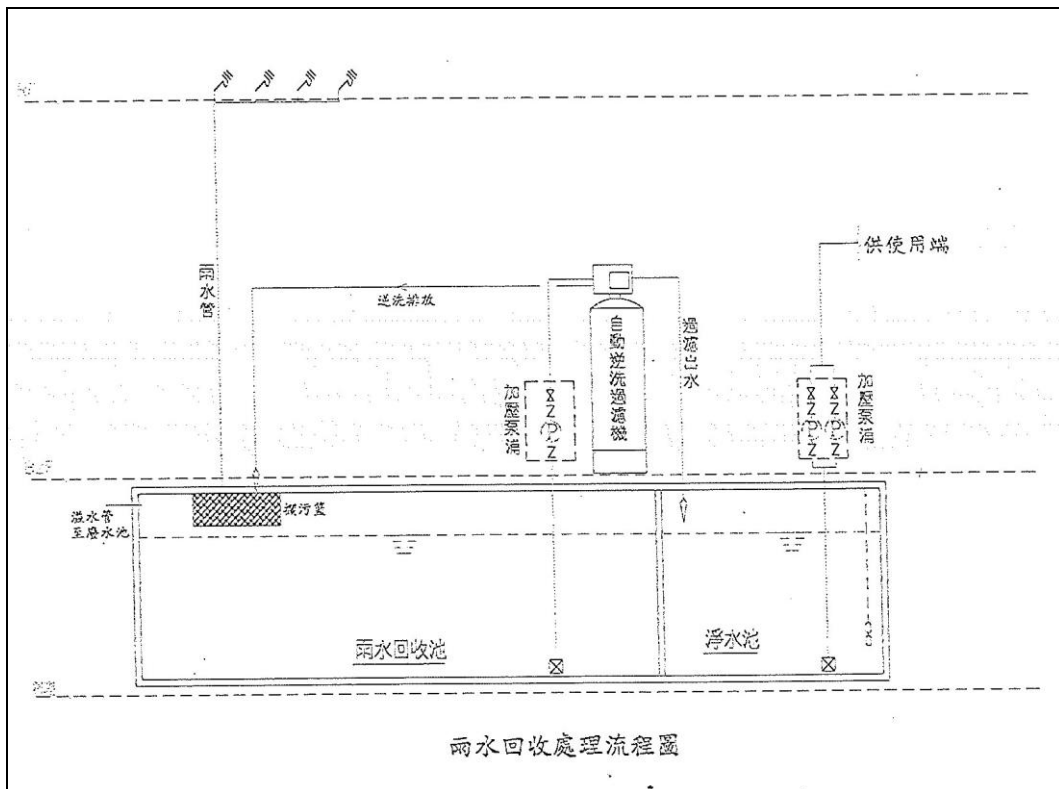 雨水管
逆洗排放
自動逆洗過濾機
過濾出水
供使用端
加壓泵浦
加壓泵浦
溢水管
至廢水池
攔污籃
雨水回收池
淨水池
雨水回收處理流程圖